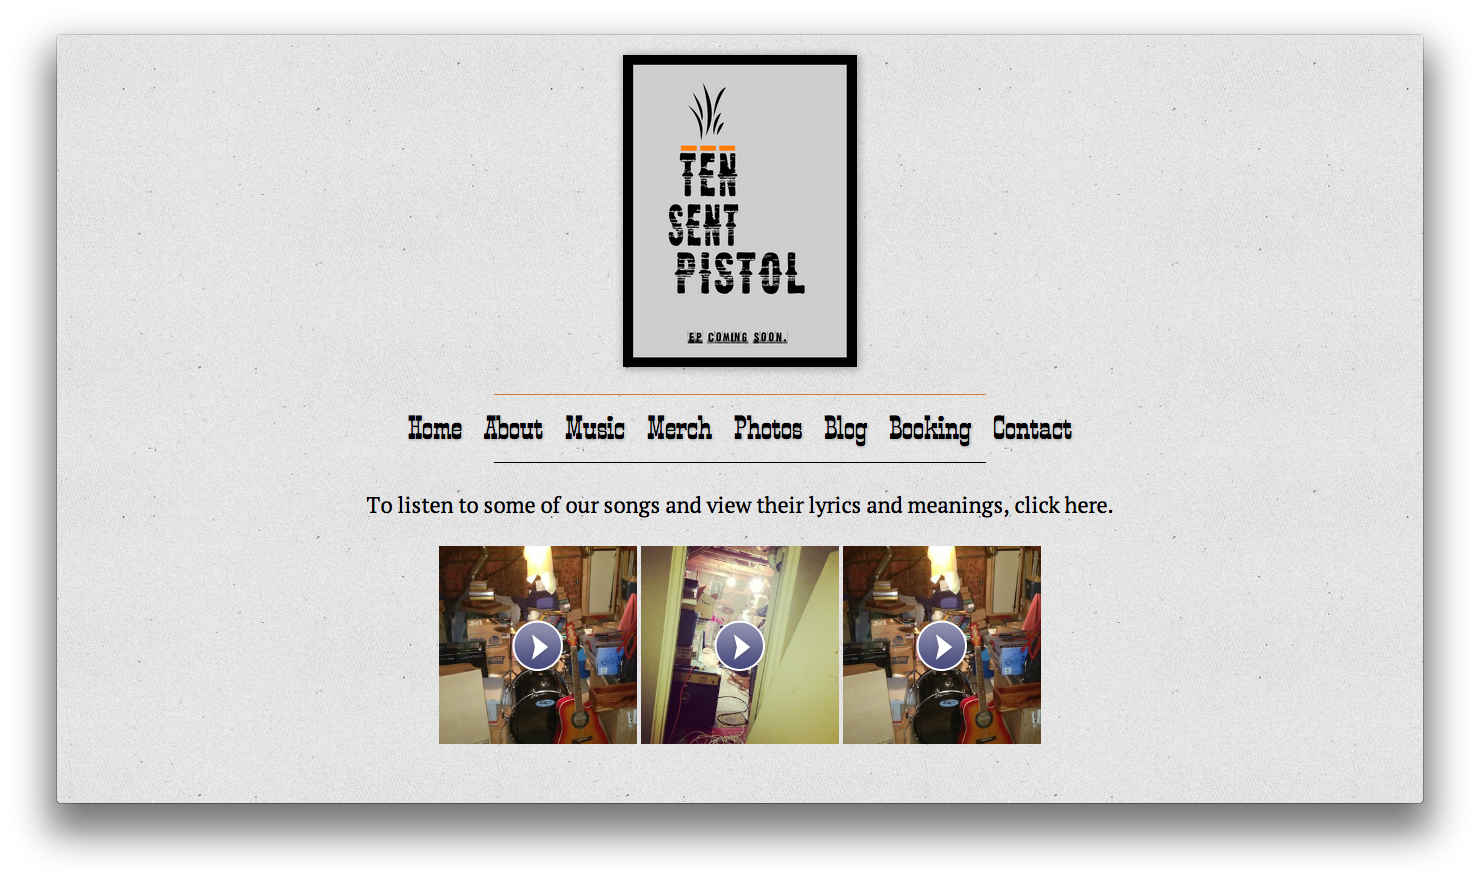 TEN
SENT
PISTOL
EP COMING SOON.
Home About Music Merch Photos Blog Booking Contact
To listen to some of our songs and view their lyrics and meanings, click here.